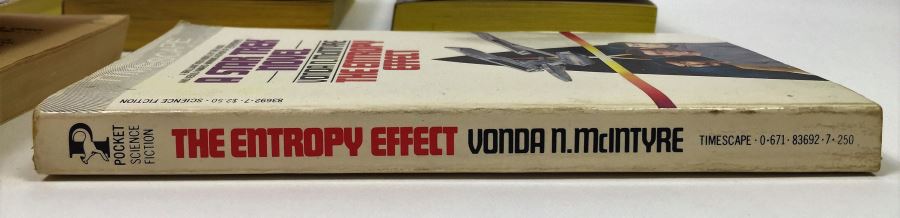 83692-7 · $2.50 · SCIENCE FICTION
A STAR TREK
NOVEL
VONDA McINTYRE
THE ENTROPY
EFFECT
POCKET
SCIENCE
FICTION
THE ENTROPY EFFECT VONDA N. McINTYRE TIMESCAPE · 0 · 671 · 83692 · 7 · 250